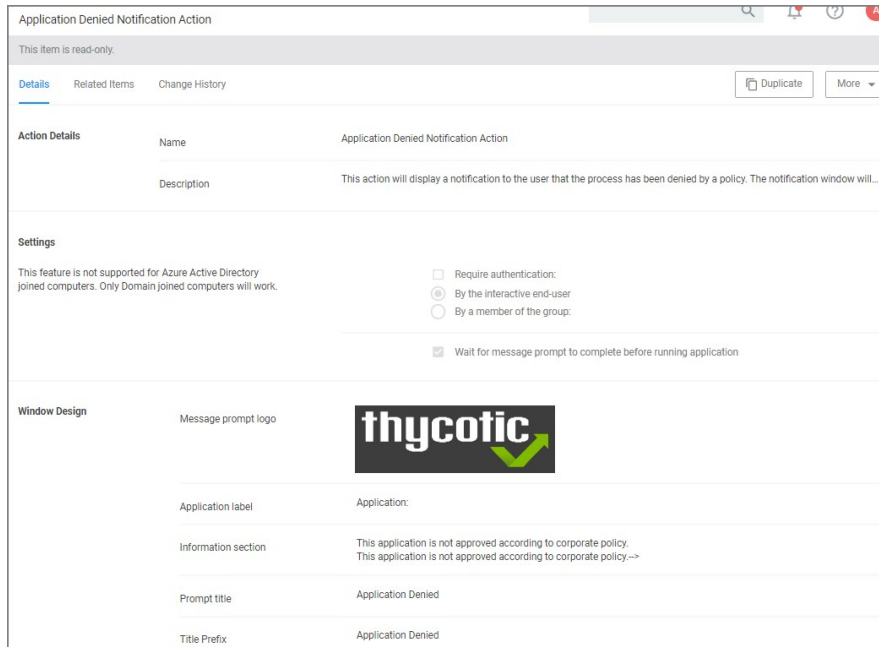 Application Denied Notification Action
This item is read-only.
Details Related Items Change History Duplicate More
Action Details
Name Application Denied Notification Action
Description This action will display a notification to the user that the process has been denied by a policy. The notification window will...
Settings
This feature is not supported for Azure Active Directory
joined computers. Only Domain joined computers will work.
Require authentication:
By the interactive end-user
By a member of the group:
Wait for message prompt to complete before running application
Window Design
Message prompt logo
thycotic
Application label Application:
Information section This application is not approved according to corporate policy.
This application is not approved according to corporate policy.-->
Prompt title Application Denied
Title Prefix Application Denied